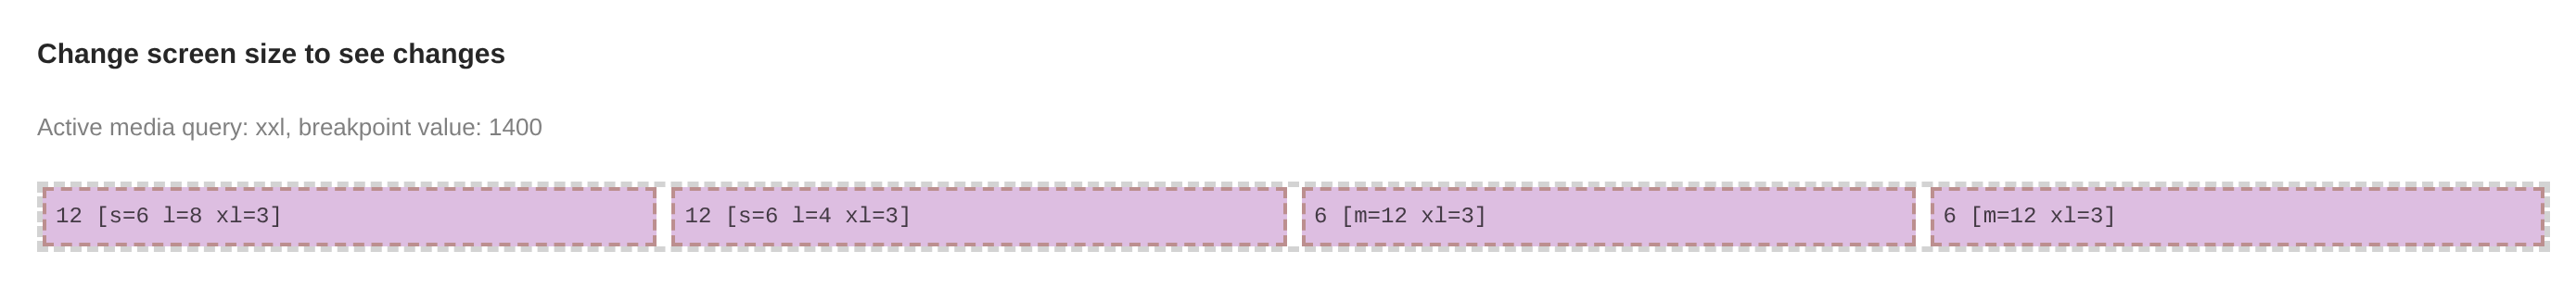 Change screen size to see changes
Active media query: xxl, breakpoint value: 1400
12 [s=6 l=8 xl=3] 12 [s=6 l=4 xl=3] 6 [m=12 xl=3] 6 [m=12 xl=3]